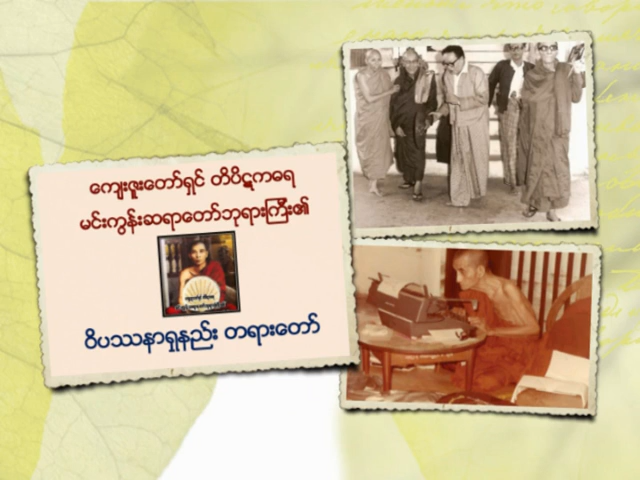 ကျေးဇူးတော်ရှင် တိပိဋကဓရ
မင်းကွန်းဆရာတော်ဘုရားကြီး၏
ဝိပဿနာရှုနည်း တရားတော်